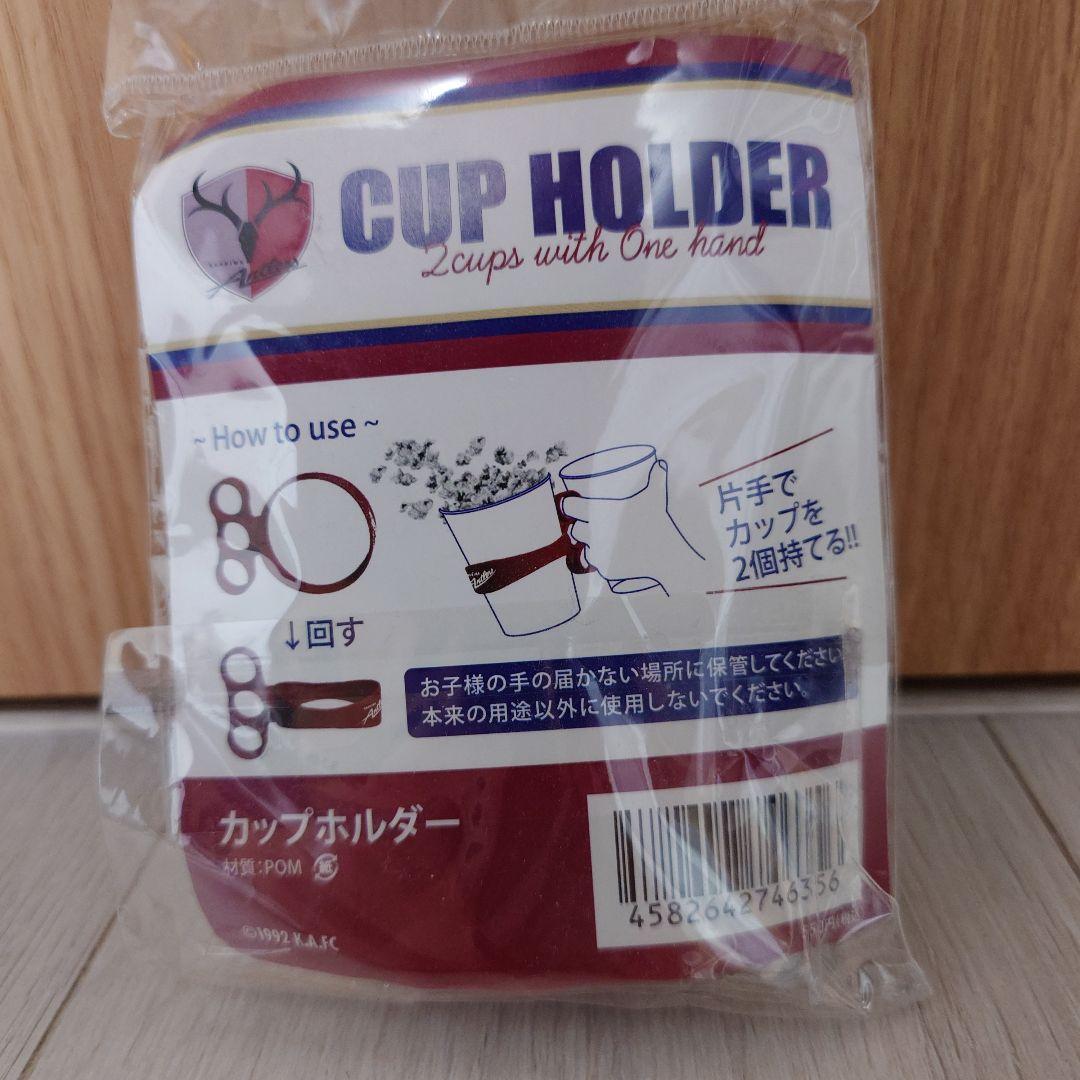 CUP HOLDER
2cups with One hand
Antlers
~ How to use ~
片手で
カップを
2個持てる!!
↓回す
お子様の手の届かない場所に保管してください
本来の用途以外に使用しないでください。
カップホルダー
材質:POM 紙
4582642746356
©1992 K.A.FC